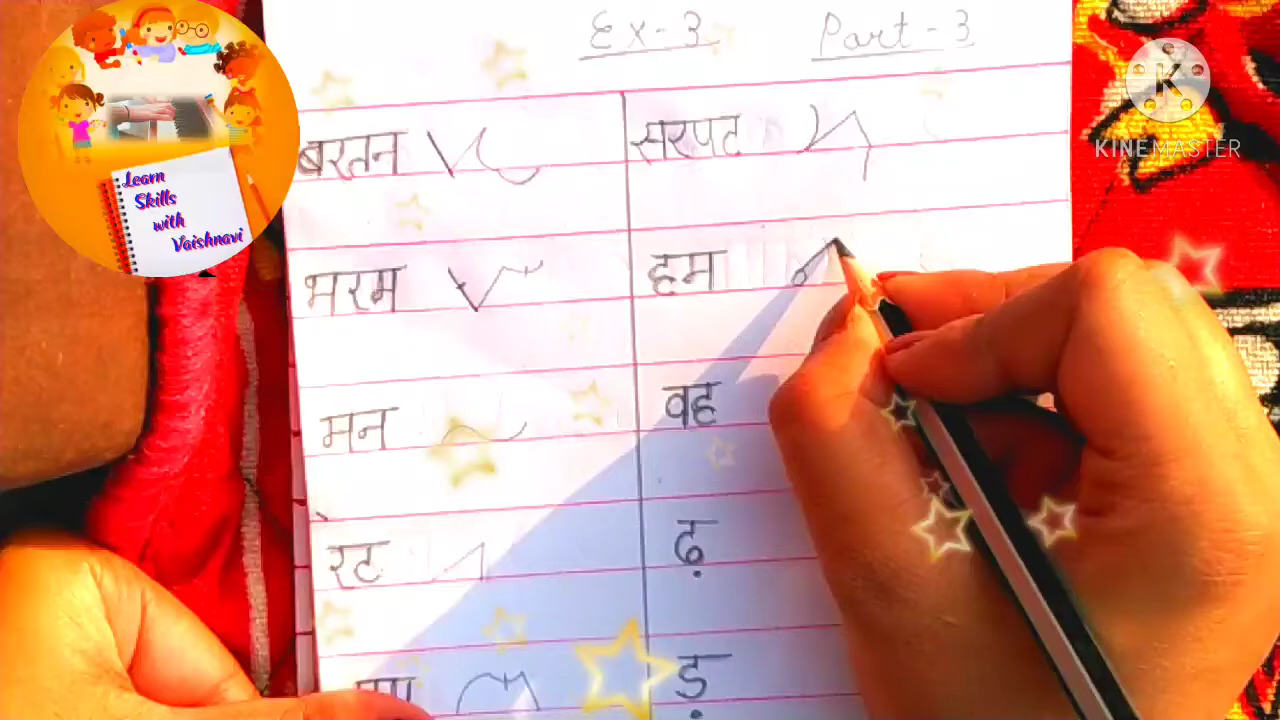 Ex-3 Part-3
Learn
Skills
with
Vaishnavi
KINEMASTER
बरतन सरपट
भरम हम
मन वह
रट ढ़
ड़